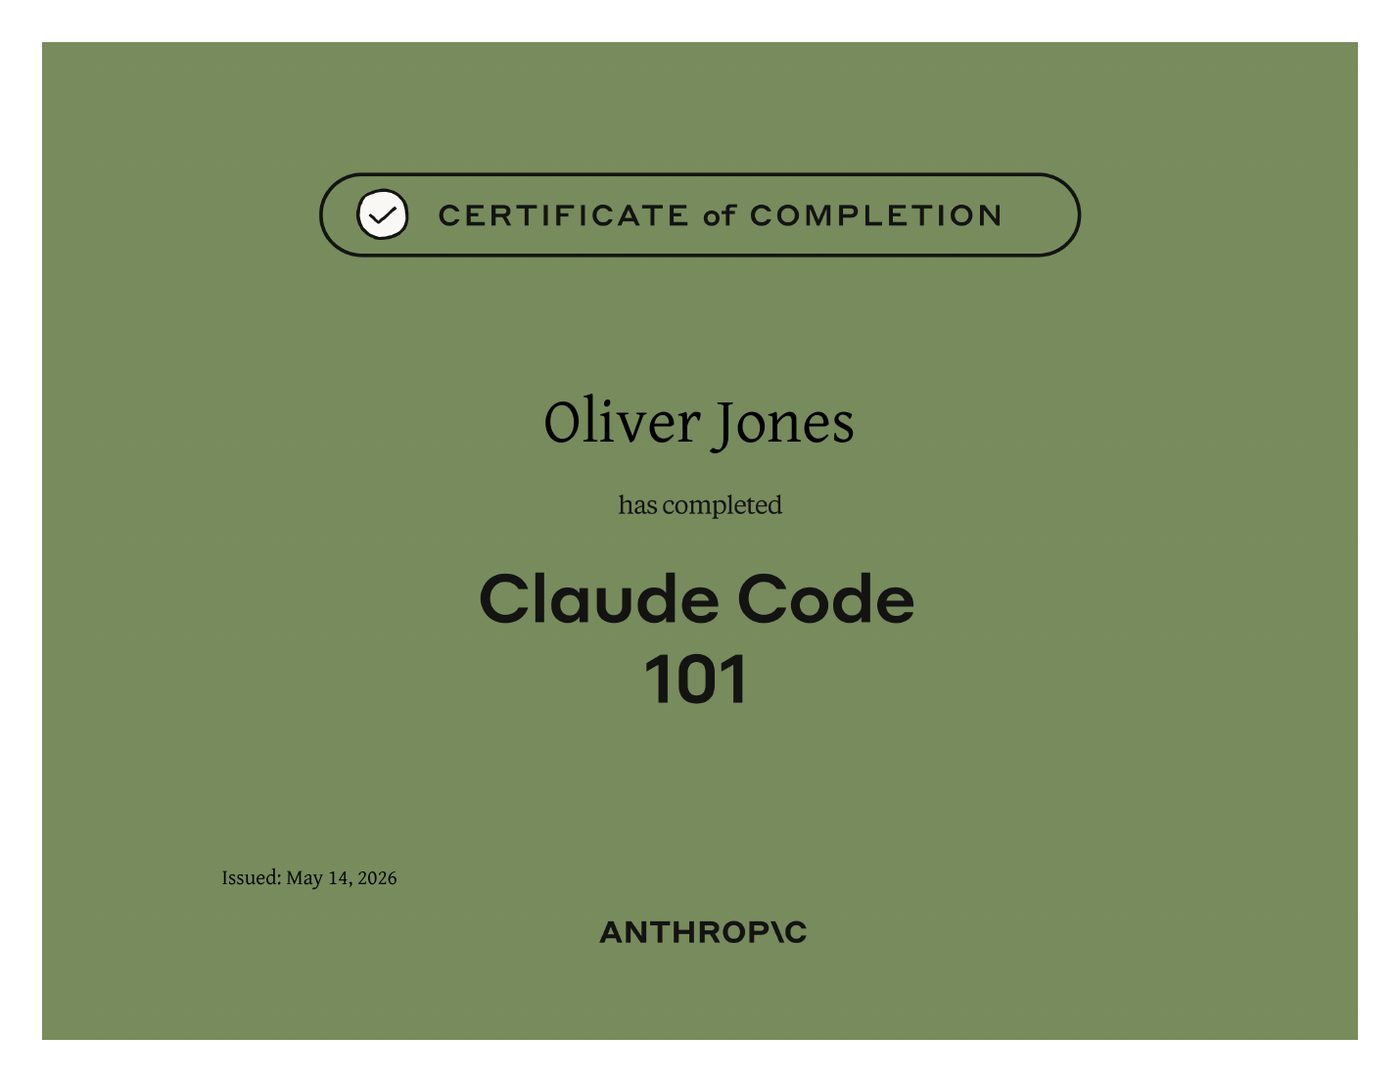 CERTIFICATE of COMPLETION
Oliver Jones
has completed
Claude Code
101
Issued: May 14, 2026
ANTHROP\C